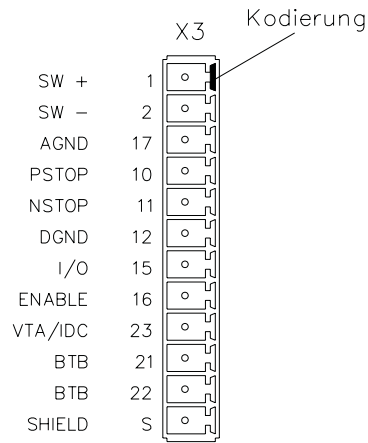 Kodierung
X3
SW + 1
SW - 2
AGND 17
PSTOP 10
NSTOP 11
DGND 12
I/O 15
ENABLE 16
VTA/IDC 23
BTB 21
BTB 22
SHIELD S